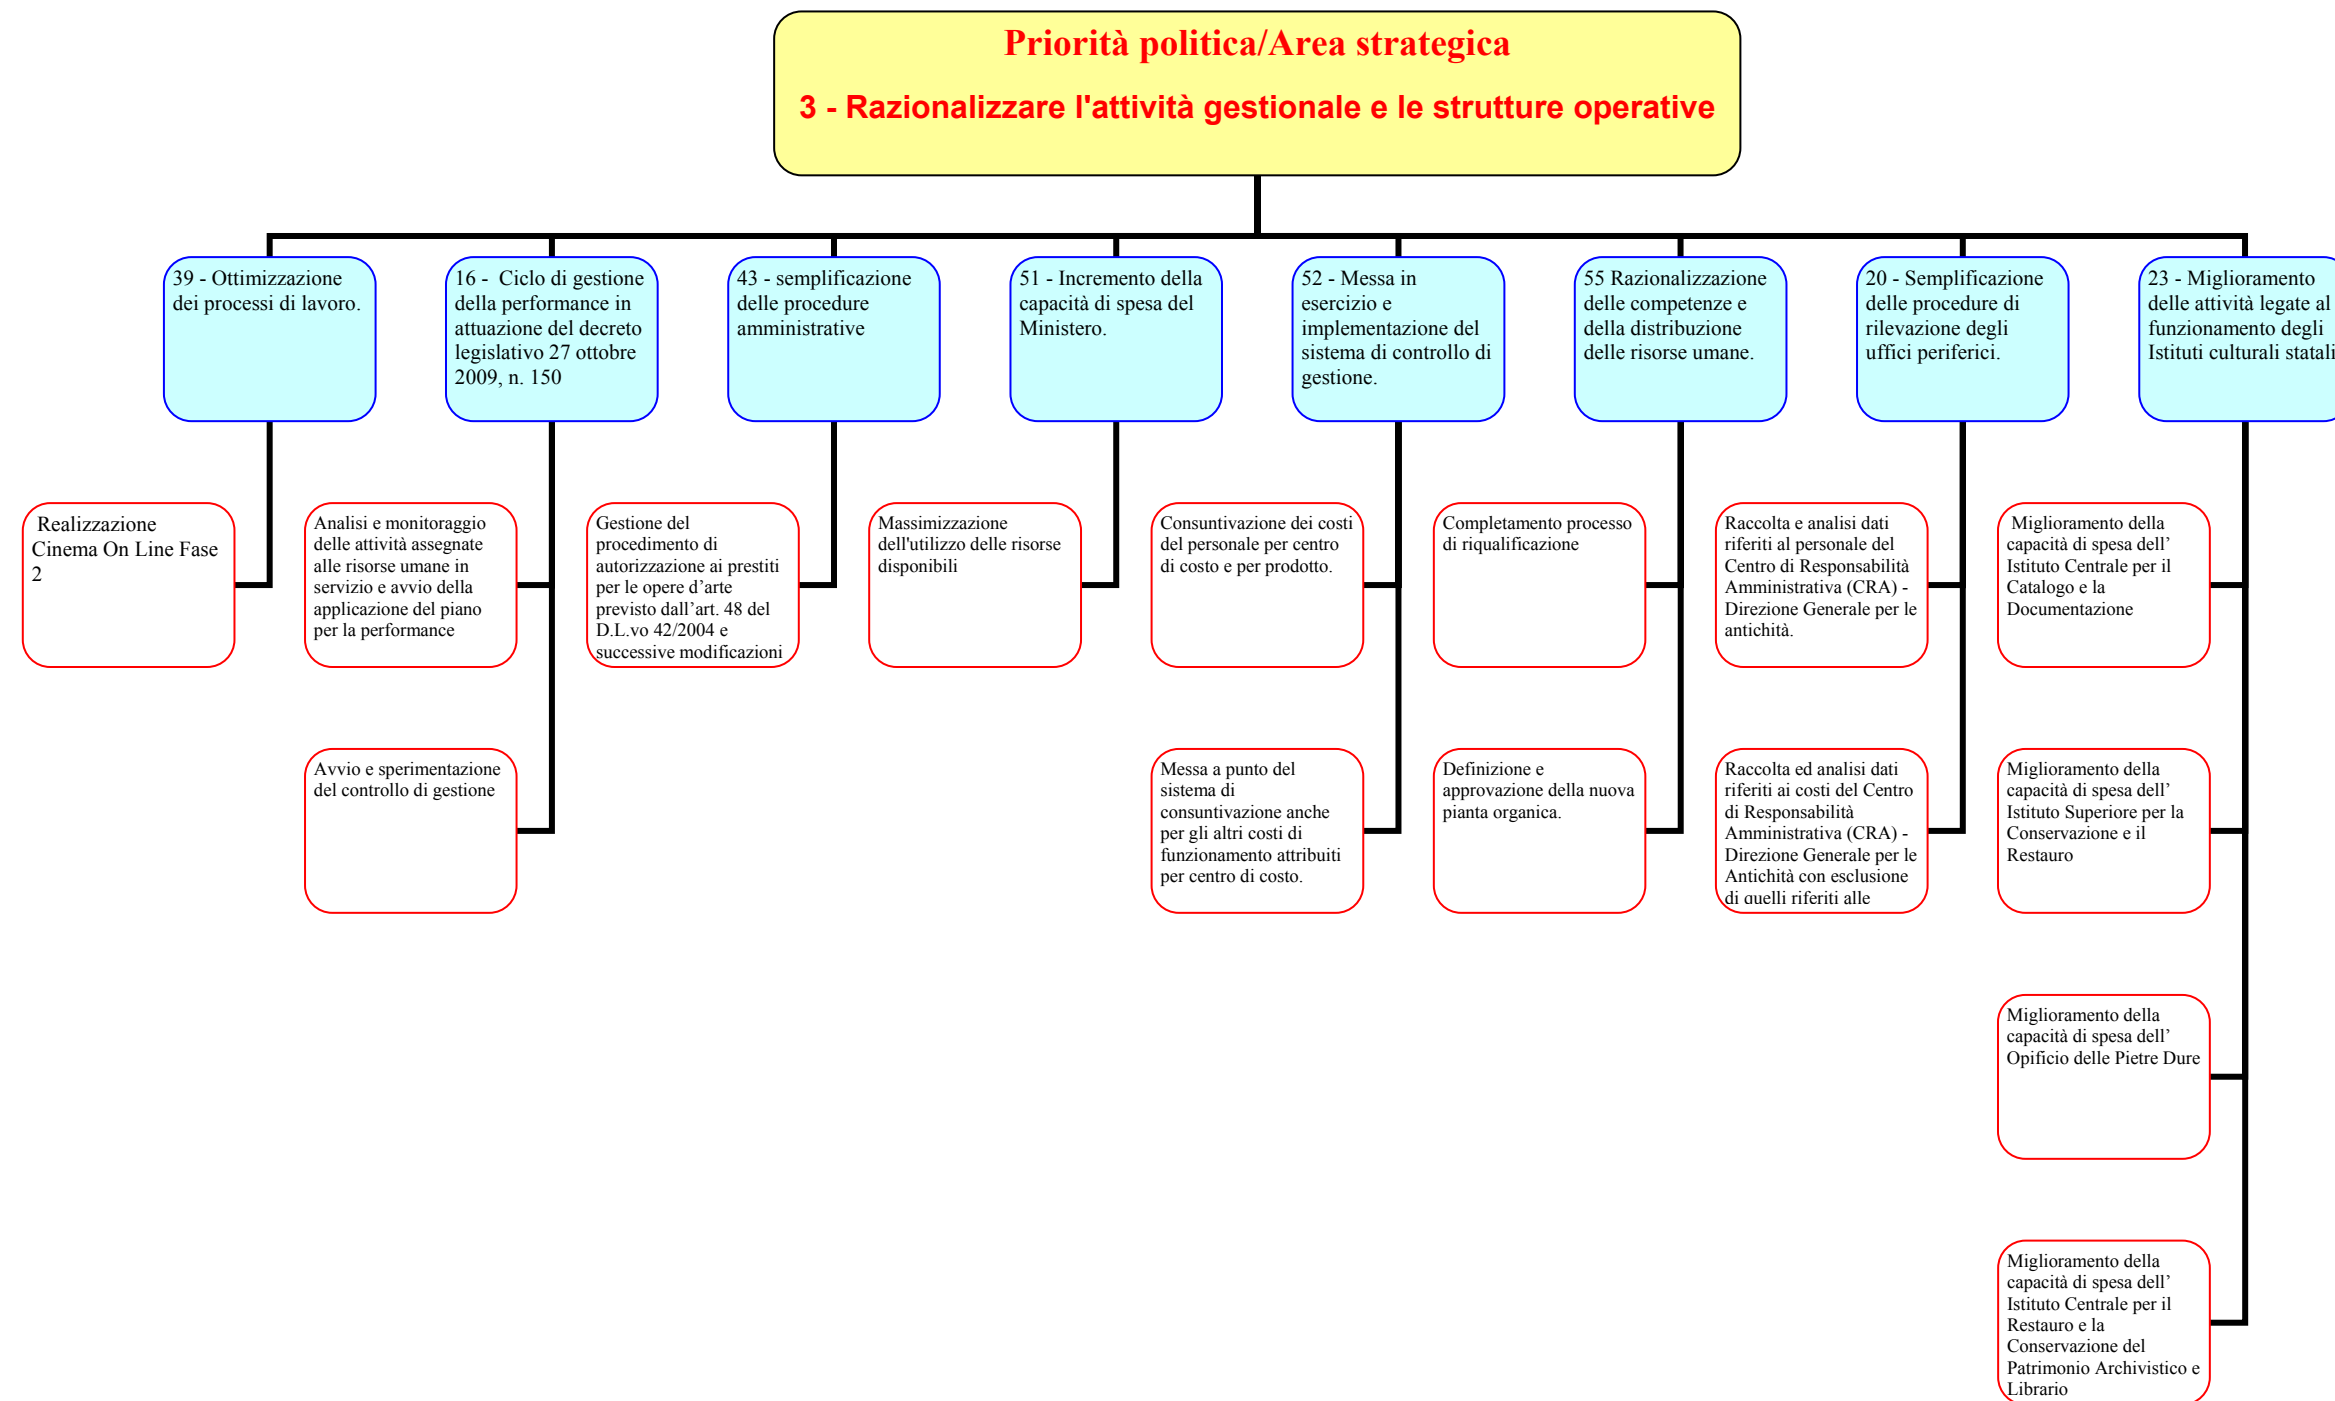 Priorità politica/Area strategica
3 - Razionalizzare l'attività gestionale e le strutture operative
39 - Ottimizzazione
dei processi di lavoro.
16 -  Ciclo di gestione
della performance in
attuazione del decreto
legislativo 27 ottobre
2009, n. 150
43 - semplificazione
delle procedure
amministrative
51 - Incremento della
capacità di spesa del
Ministero.
52 - Messa in
esercizio e
implementazione del
sistema di controllo di
gestione.
55 Razionalizzazione
delle competenze e
della distribuzione
delle risorse umane.
20 - Semplificazione
delle procedure di
rilevazione degli
uffici periferici.
23 - Miglioramento
delle attività legate al
funzionamento degli
Istituti culturali statali
Realizzazione
Cinema On Line Fase
2
Analisi e monitoraggio
delle attività assegnate
alle risorse umane in
servizio e avvio della
applicazione del piano
per la performance
Gestione del
procedimento di
autorizzazione ai prestiti
per le opere d’arte
previsto dall’art. 48 del
D.L.vo 42/2004 e
successive modificazioni
Massimizzazione
dell'utilizzo delle risorse
disponibili
Consuntivazione dei costi
del personale per centro
di costo e per prodotto.
Completamento processo
di riqualificazione
Raccolta e analisi dati
riferiti al personale del
Centro di Responsabilità
Amministrativa (CRA) -
Direzione Generale per le
antichità.
Miglioramento della
capacità di spesa dell’
Istituto Centrale per il
Catalogo e la
Documentazione
Avvio e sperimentazione
del controllo di gestione
Messa a punto del
sistema di
consuntivazione anche
per gli altri costi di
funzionamento attribuiti
per centro di costo.
Definizione e
approvazione della nuova
pianta organica.
Raccolta ed analisi dati
riferiti ai costi del Centro
di Responsabilità
Amministrativa (CRA) -
Direzione Generale per le
Antichità con esclusione
di quelli riferiti alle
Miglioramento della
capacità di spesa dell’
Istituto Superiore per la
Conservazione e il
Restauro
Miglioramento della
capacità di spesa dell’
Opificio delle Pietre Dure
Miglioramento della
capacità di spesa dell’
Istituto Centrale per il
Restauro e la
Conservazione del
Patrimonio Archivistico e
Librario